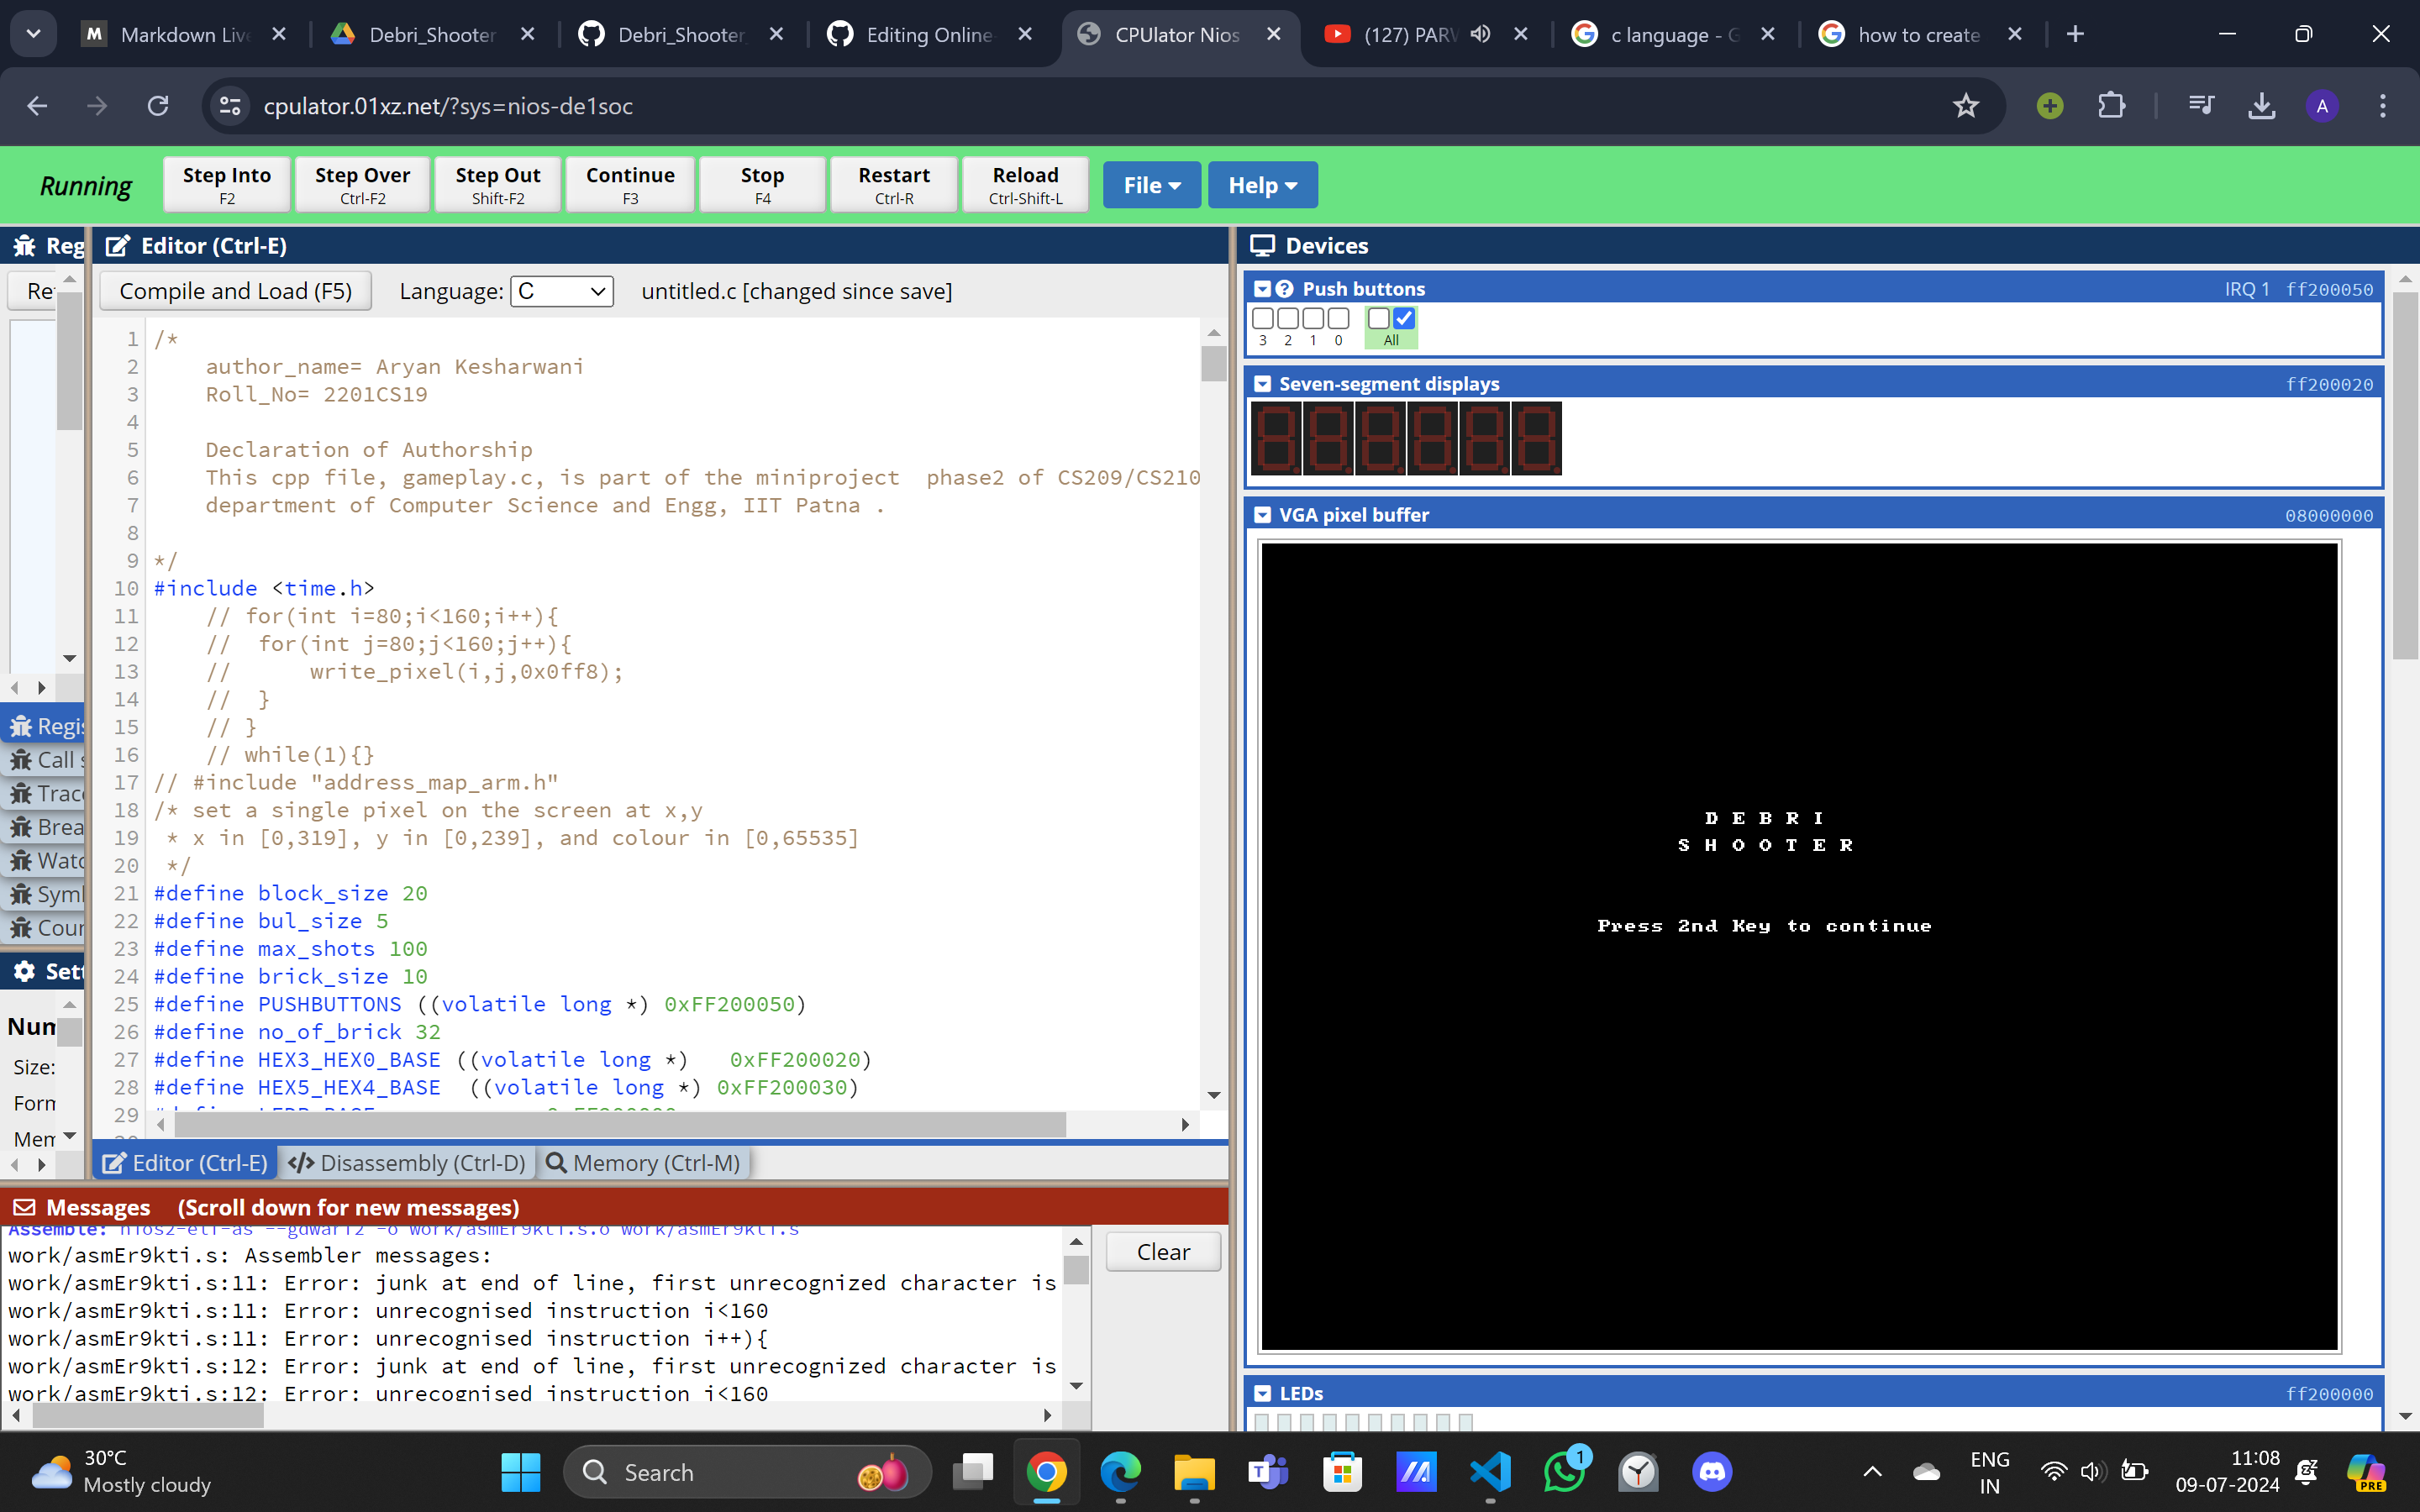 Markdown Live
Debri_Shooter
Debri_Shooter_
Editing Online-
CPUlator Nios
(127) PARV
c language - G
how to create
cpulator.01xz.net/?sys=nios-de1soc
A
Running
Step Into
F2
Step Over
Ctrl-F2
Step Out
Shift-F2
Continue
F3
Stop
F4
Restart
Ctrl-R
Reload
Ctrl-Shift-L
File
Help
Reg
Re
Regis
Call s
Trac
Brea
Watc
Sym
Coun
Sett
Num
Size:
Form
Mem
Editor (Ctrl-E)
Compile and Load (F5) Language: C untitled.c [changed since save]
1 /*
2 author_name= Aryan Kesharwani
3 Roll_No= 2201CS19
4
5 Declaration of Authorship
6 This cpp file, gameplay.c, is part of the miniproject  phase2 of CS209/CS210
7 department of Computer Science and Engg, IIT Patna .
8
9 */
10 #include <time.h>
11 // for(int i=80;i<160;i++){
12 //  for(int j=80;j<160;j++){
13 //      write_pixel(i,j,0x0ff8);
14 //  }
15 // }
16 // while(1){}
17 // #include "address_map_arm.h"
18 /* set a single pixel on the screen at x,y
19 * x in [0,319], y in [0,239], and colour in [0,65535]
20 */
21 #define block_size 20
22 #define bul_size 5
23 #define max_shots 100
24 #define brick_size 10
25 #define PUSHBUTTONS ((volatile long *) 0xFF200050)
26 #define no_of_brick 32
27 #define HEX3_HEX0_BASE ((volatile long *)   0xFF200020)
28 #define HEX5_HEX4_BASE  ((volatile long *) 0xFF200030)
29
Editor (Ctrl-E)
Disassembly (Ctrl-D)
Memory (Ctrl-M)
Messages (Scroll down for new messages)
Assemble: nios2-elf-as --gdwarf2 -o work/asmEr9kti.s.o work/asmEr9kti.s
work/asmEr9kti.s: Assembler messages:
work/asmEr9kti.s:11: Error: junk at end of line, first unrecognized character is
work/asmEr9kti.s:11: Error: unrecognised instruction i<160
work/asmEr9kti.s:11: Error: unrecognised instruction i++){
work/asmEr9kti.s:12: Error: junk at end of line, first unrecognized character is
work/asmEr9kti.s:12: Error: unrecognised instruction i<160
Clear
Devices
Push buttons IRQ 1 ff200050
3 2 1 0 All
Seven-segment displays ff200020
VGA pixel buffer 08000000
D E B R I
S H O O T E R
Press 2nd Key to continue
LEDs ff200000
30°C
Mostly cloudy
Search
1
ENG
IN
11:08
09-07-2024
PRE